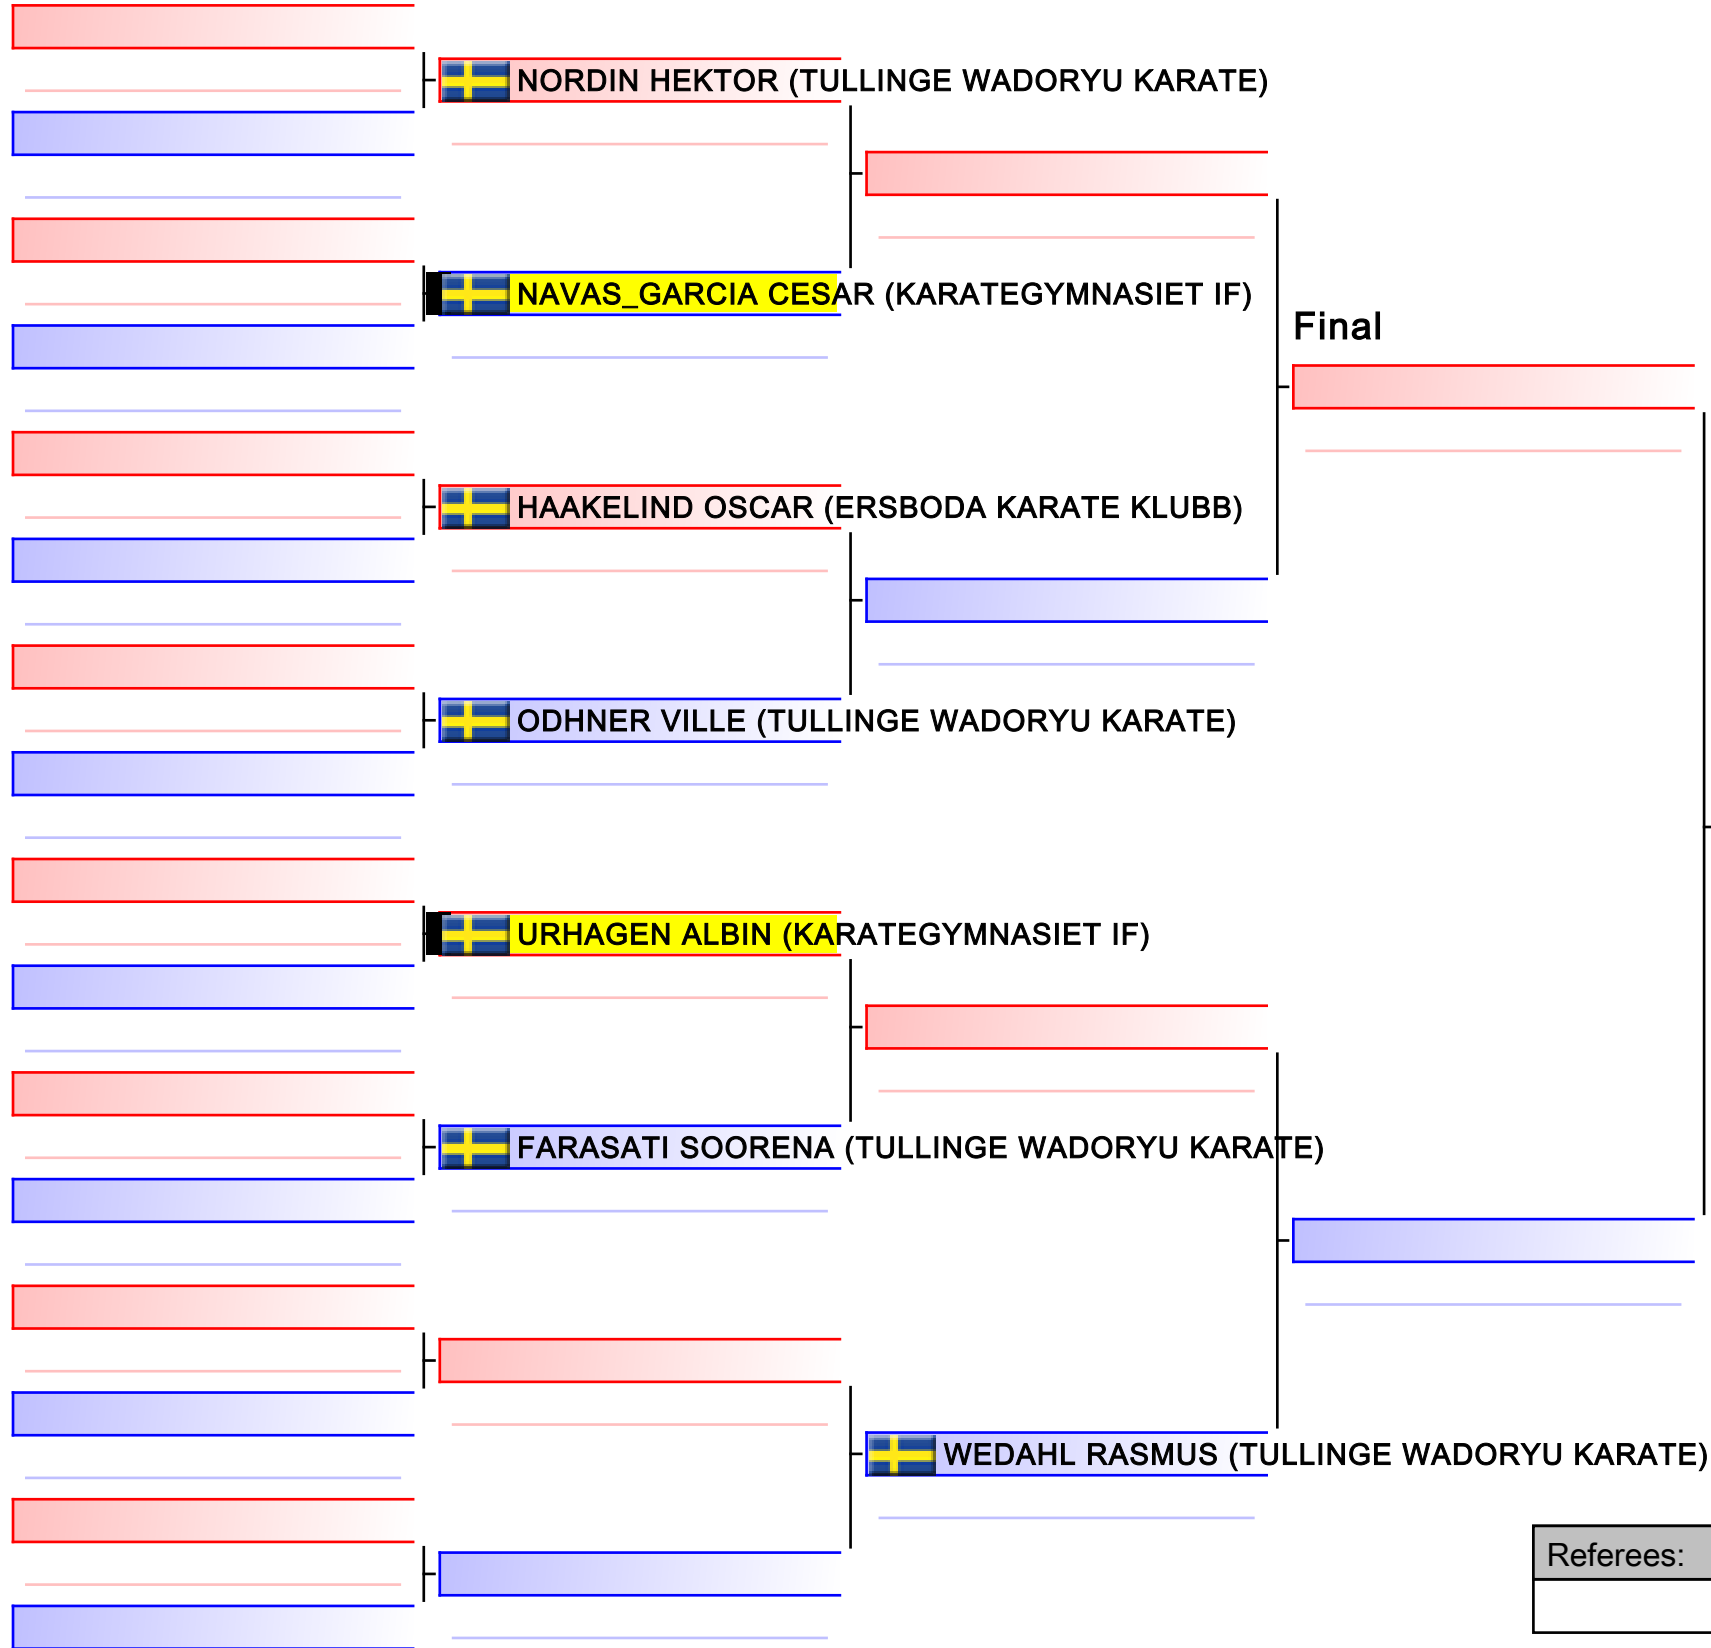 NORDIN HEKTOR (TULLINGE WADORYU KARATE)
NAVAS_GARCIA CESAR (KARATEGYMNASIET IF)
Final
HAAKELIND OSCAR (ERSBODA KARATE KLUBB)
ODHNER VILLE (TULLINGE WADORYU KARATE)
URHAGEN ALBIN (KARATEGYMNASIET IF)
FARASATI SOORENA (TULLINGE WADORYU KARATE)
WEDAHL RASMUS (TULLINGE WADORYU KARATE)
Referees: